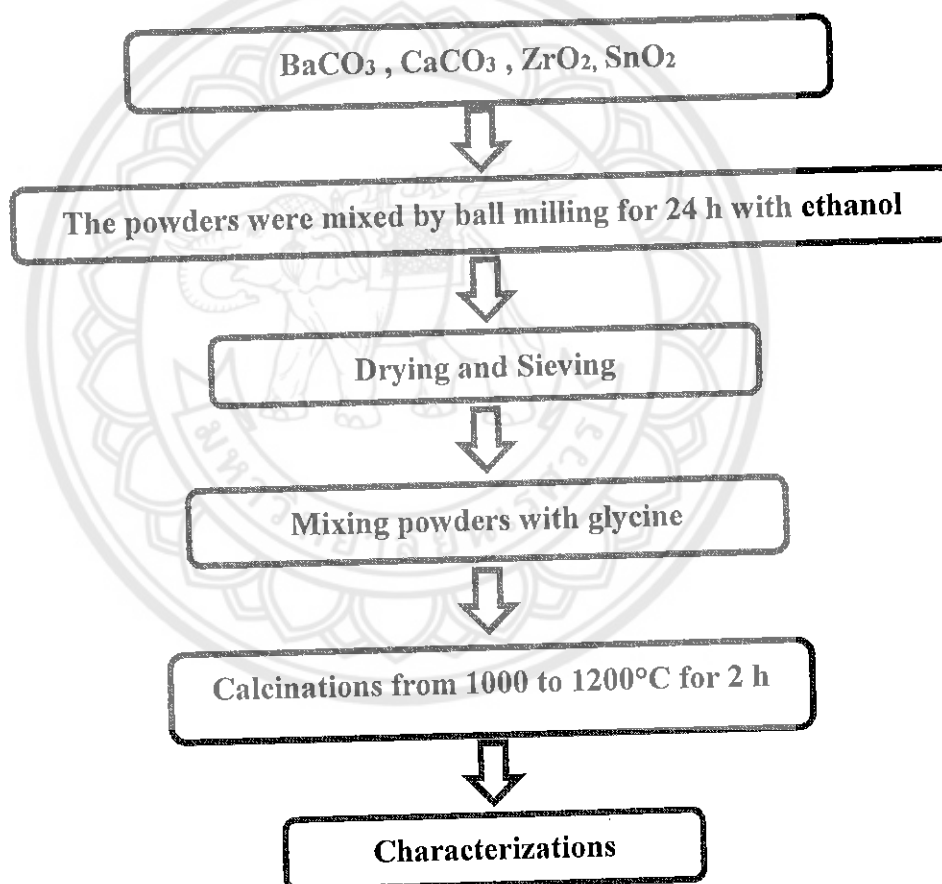 BaCO₃ , CaCO₃ , ZrO₂, SnO₂
The powders were mixed by ball milling for 24 h with ethanol
Drying and Sieving
Mixing powders with glycine
Calcinations from 1000 to 1200°C for 2 h
Characterizations